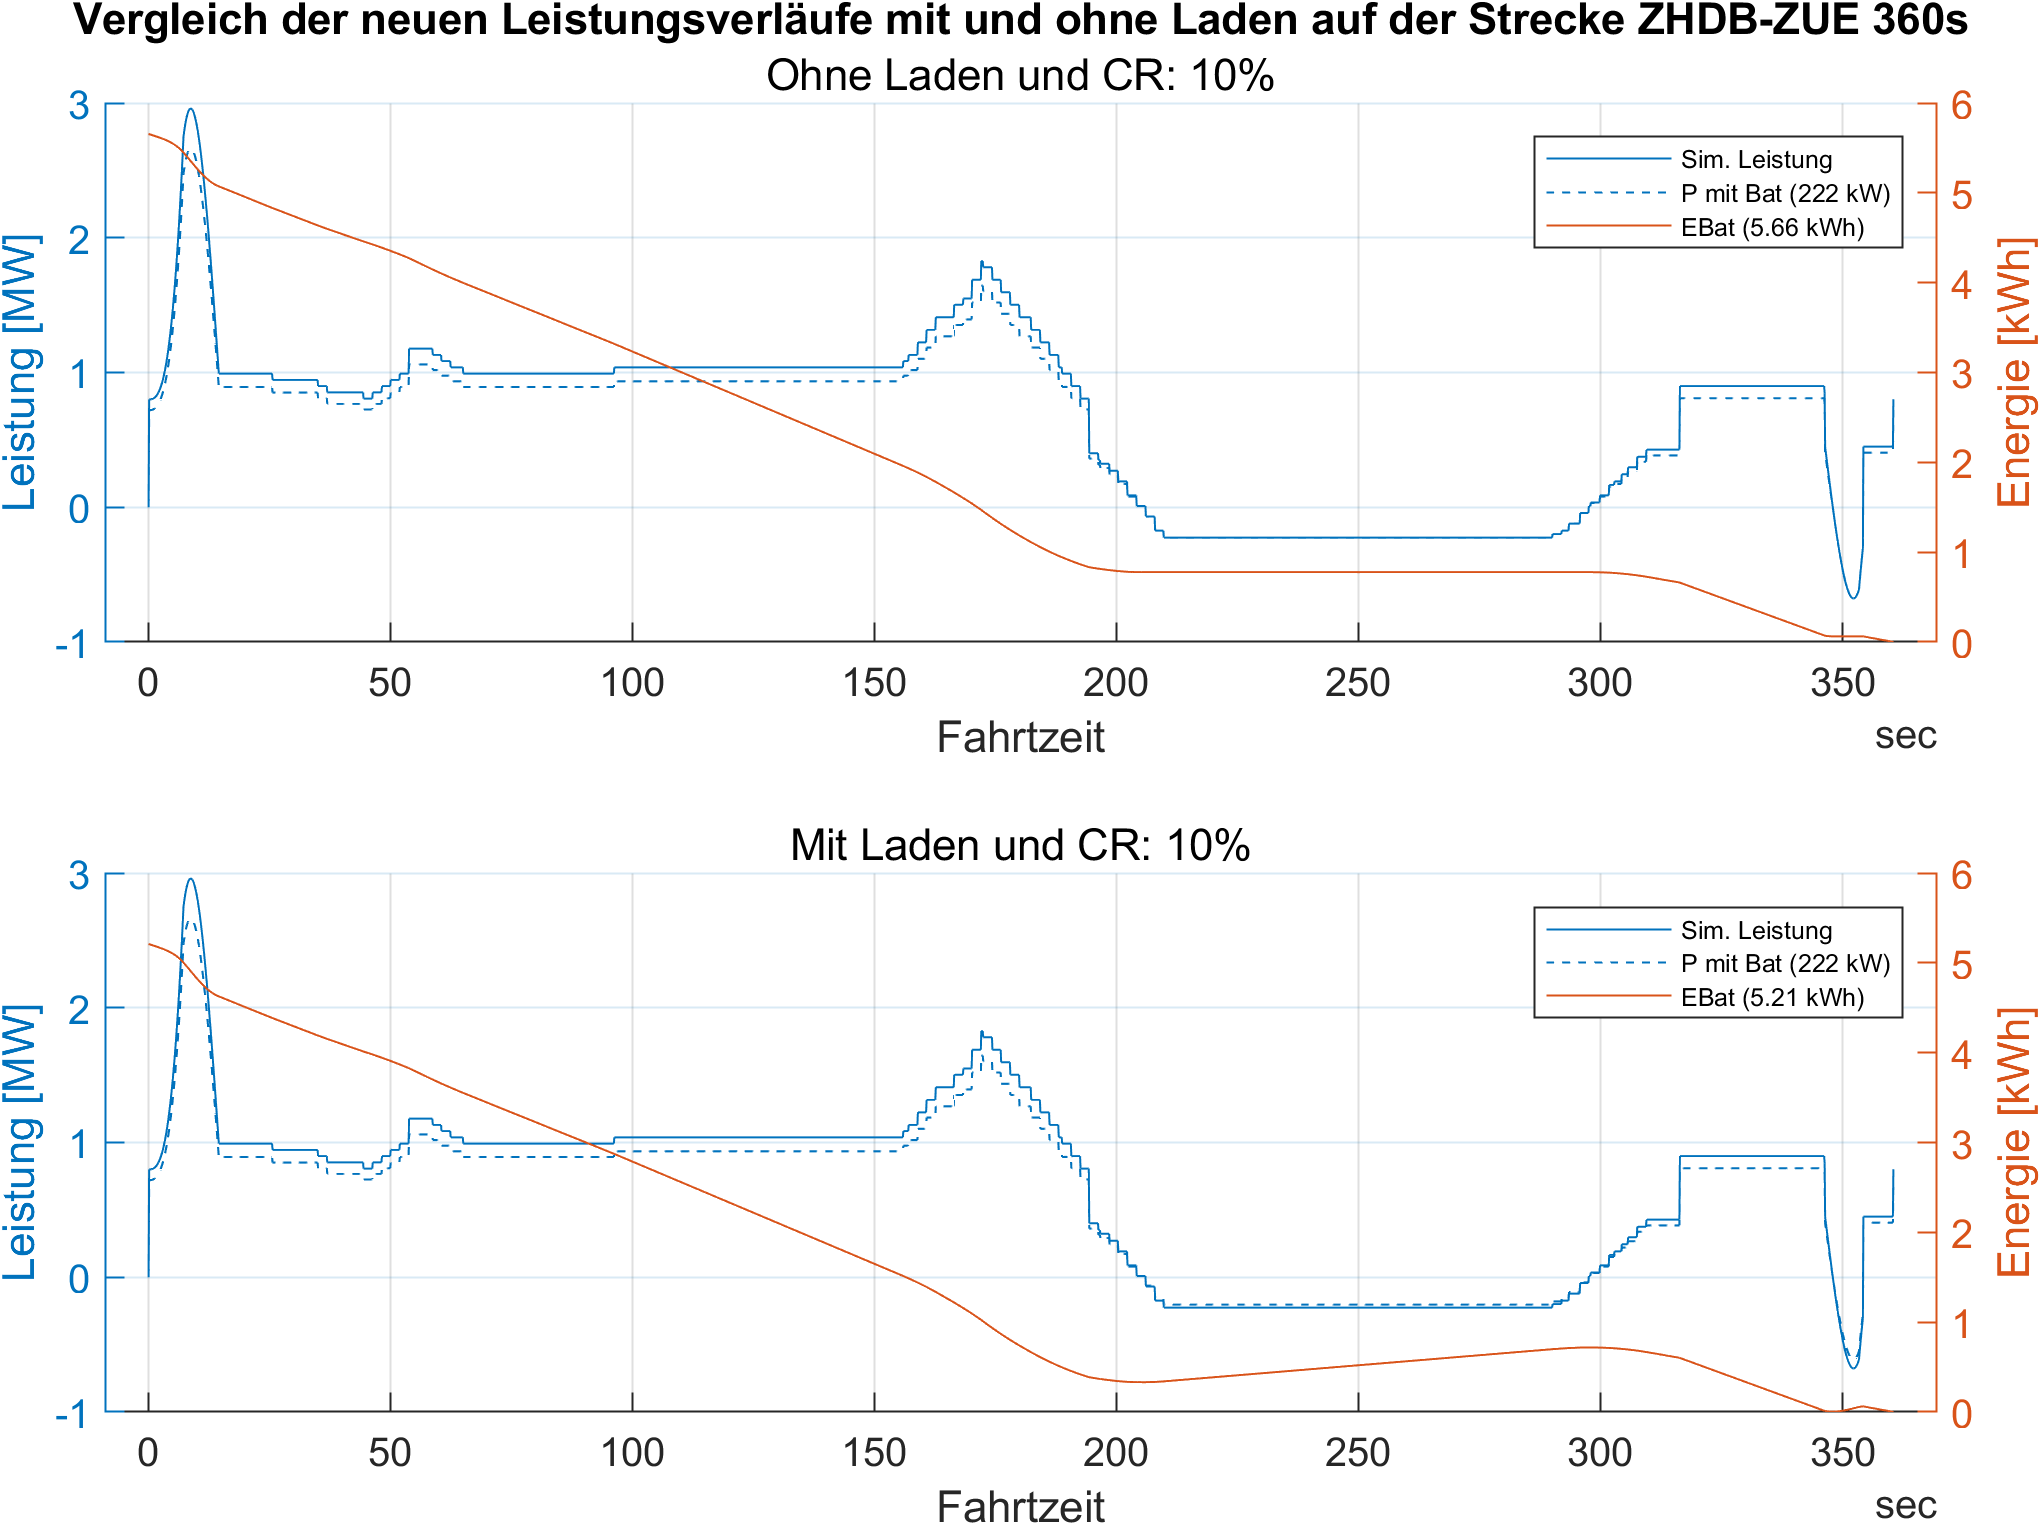 Vergleich der neuen Leistungsverläufe mit und ohne Laden auf der Strecke ZHDB-ZUE 360s
Ohne Laden und CR: 10%
3
2
1
0
-1
Leistung [MW]
6
5
4
3
2
1
0
Energie [kWh]
Sim. Leistung
P mit Bat (222 kW)
EBat (5.66 kWh)
0 50 100 150 200 250 300 350
Fahrtzeit
sec
Mit Laden und CR: 10%
3
2
1
0
-1
Leistung [MW]
6
5
4
3
2
1
0
Energie [kWh]
Sim. Leistung
P mit Bat (222 kW)
EBat (5.21 kWh)
0 50 100 150 200 250 300 350
Fahrtzeit
sec